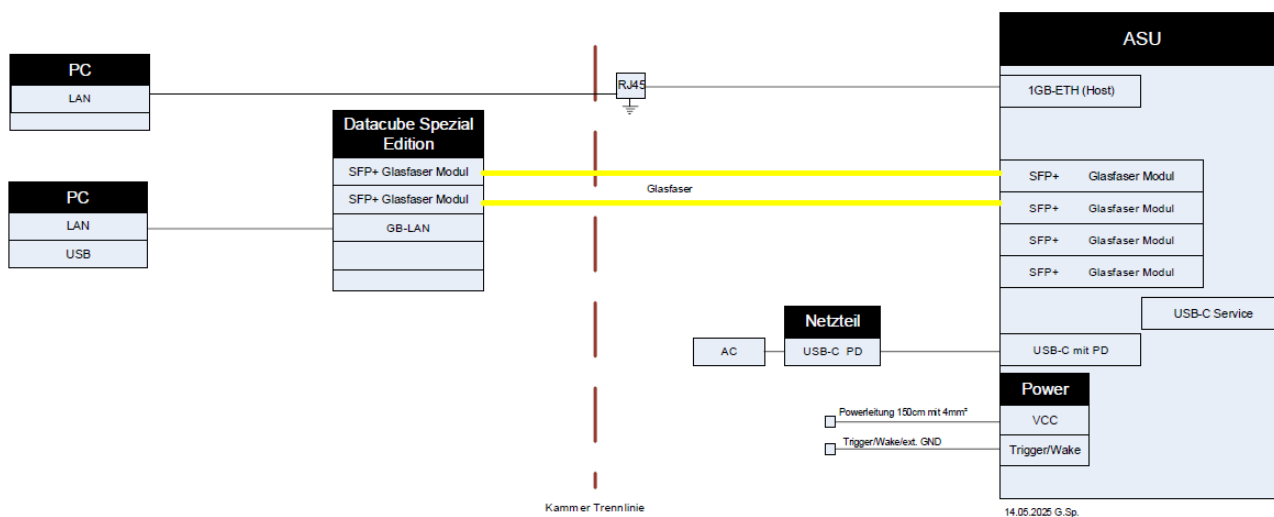 ASU
PC
LAN
RJ45
1GB-ETH (Host)
Datacube Spezial
Edition
SFP+ Glasfaser Modul
SFP+ Glasfaser Modul
GB-LAN
Glasfaser
SFP+ Glasfaser Modul
SFP+ Glasfaser Modul
SFP+ Glasfaser Modul
SFP+ Glasfaser Modul
PC
LAN
USB
USB-C Service
Netzteil
AC
USB-C PD
USB-C mit PD
Power
Powerleitung 150cm mit 4mm²
VCC
Trigger/Wake/ext. GND
Trigger/Wake
Kammer Trennlinie
14.05.2025 G.Sp.